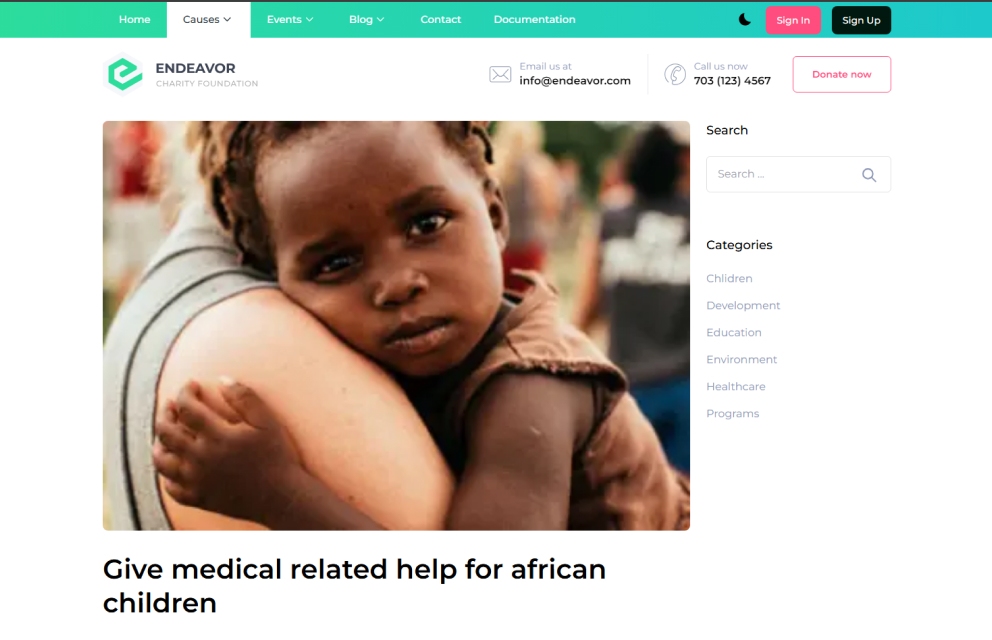 Home
Causes
Events
Blog
Contact
Documentation
Sign In
Sign Up
ENDEAVOR
CHARITY FOUNDATION
Email us at
info@endeavor.com
Call us now
703 (123) 4567
Donate now
Search
Search ...
Categories
Chlidren
Development
Education
Environment
Healthcare
Programs
Give medical related help for african
children